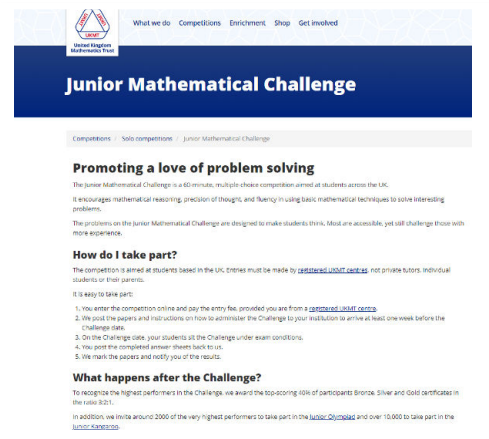 What we do Competitions Enrichment Shop Get involved
UKMT
United Kingdom
Mathematics Trust
Junior Mathematical Challenge
Competitions / Solo competitions / Junior Mathematical Challenge
Promoting a love of problem solving
The Junior Mathematical Challenge is a 60-minute, multiple-choice competition aimed at students across the UK.
It encourages mathematical reasoning, precision of thought, and fluency in using basic mathematical techniques to solve interesting
problems.
The problems on the Junior Mathematical Challenge are designed to make students think. Most are accessible, yet still challenge those with
more experience.
How do I take part?
The competition is aimed at students based in the UK. Entries must be made by registered UKMT centres, not private tutors, individual
students or their parents.
It is easy to take part:
1. You enter the competition online and pay the entry fee, provided you are from a registered UKMT centre.
2. We post the papers and instructions on how to administer the Challenge to your institution to arrive at least one week before the
Challenge date.
3. On the Challenge date, your students sit the Challenge under exam conditions.
4. You post the completed answer sheets back to us.
5. We mark the papers and notify you of the results.
What happens after the Challenge?
To recognize the highest performers in the Challenge, we award the top-scoring 40% of participants Bronze, Silver and Gold certificates in
the ratio 3:2:1.
In addition, we invite around 2000 of the very highest performers to take part in the Junior Olympiad and over 10,000 to take part in the
Junior Kangaroo.